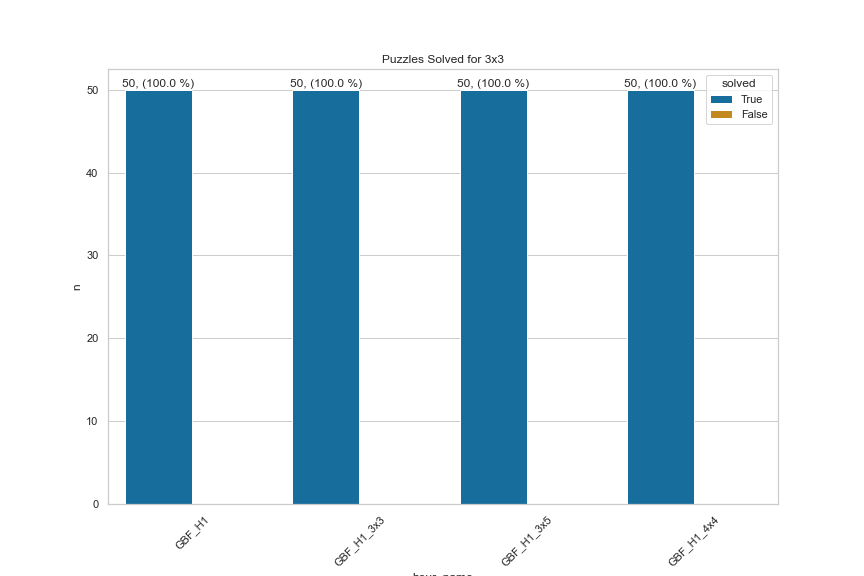 Puzzles Solved for 3x3
50, (100.0 %)
50, (100.0 %)
50, (100.0 %)
50, (100.0 %)
solved
True
False
50
40
30
20
10
0
n
GBF_H1
GBF_H1_3x3
GBF_H1_3x5
GBF_H1_4x4